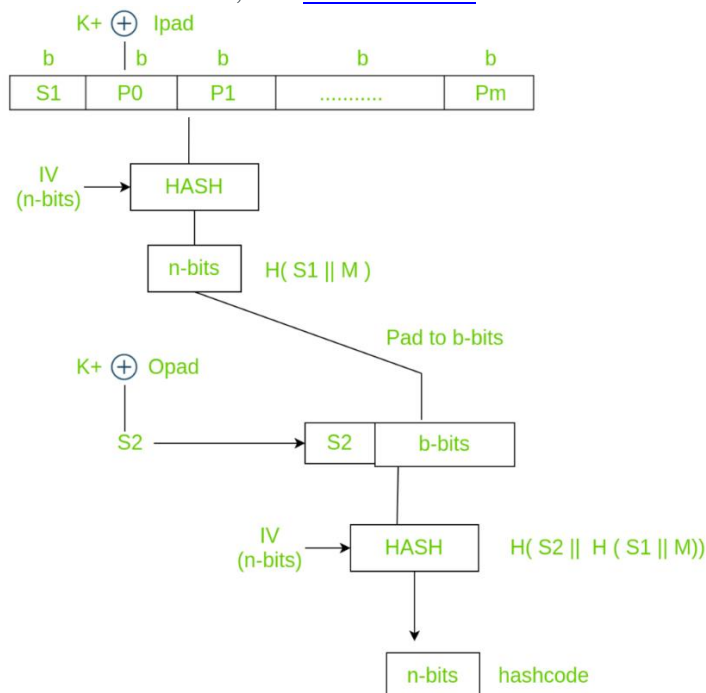 K+ Ipad
b b b b b
S1 P0 P1 ........... Pm
IV
(n-bits)
HASH
n-bits H( S1 || M )
Pad to b-bits
K+ Opad
S2 S2 b-bits
IV
(n-bits)
HASH H( S2 || H ( S1 || M))
n-bits hashcode